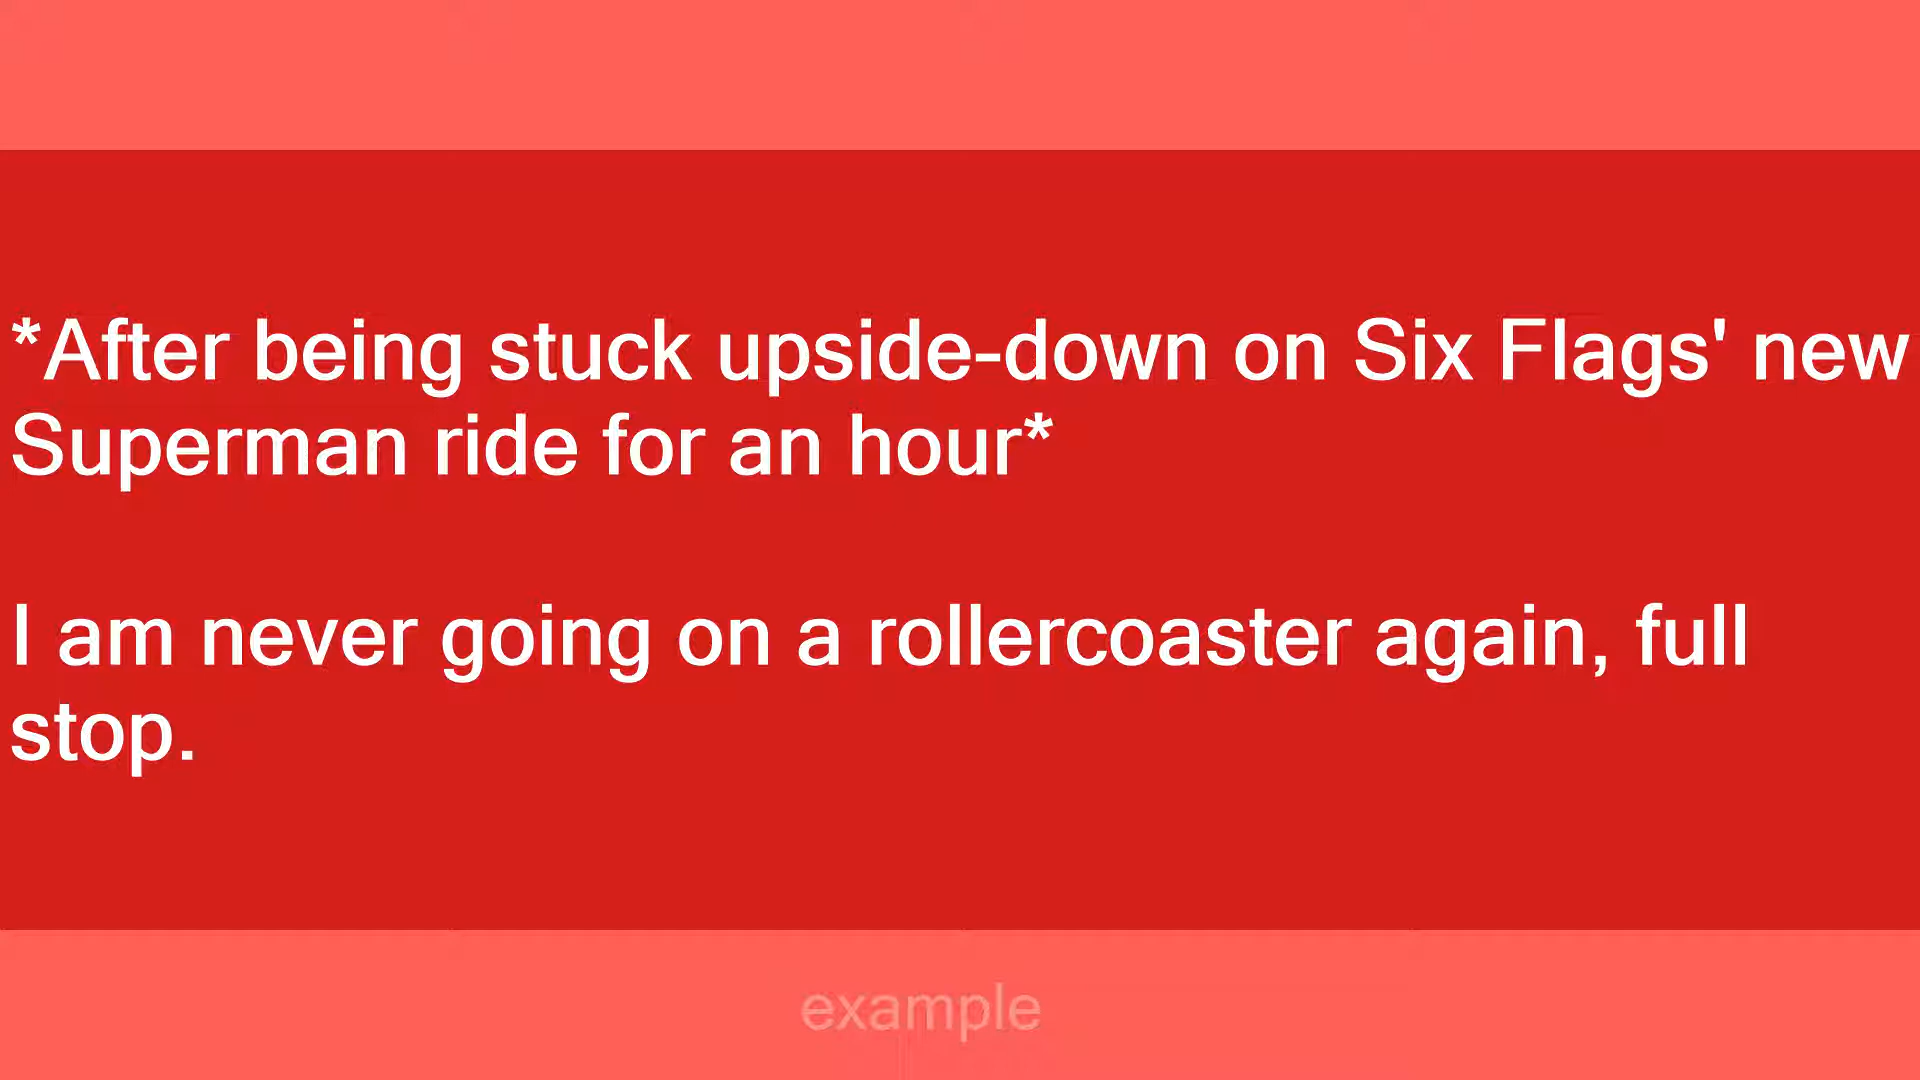 *After being stuck upside-down on Six Flags' new
Superman ride for an hour*
I am never going on a rollercoaster again, full
stop.
example